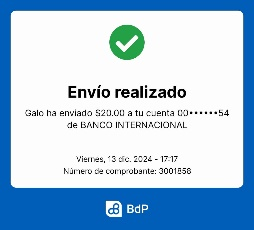 Envío realizado
Galo ha enviado $20.00 a tu cuenta 00••••••54
de BANCO INTERNACIONAL
Viernes, 13 dic. 2024 - 17:17
Número de comprobante: 3001858
BdP